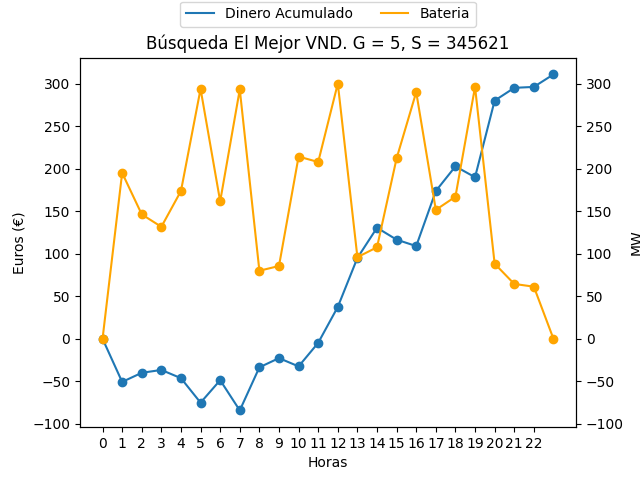 Dinero Acumulado Bateria
Búsqueda El Mejor VND. G = 5, S = 345621
300 300
250 250
200 200
150 150
100 100
50 50
0 0
−50 −50
−100 −100
Euros (€)
MW
0 1 2 3 4 5 6 7 8 9 10 11 12 13 14 15 16 17 18 19 20 21 22
Horas